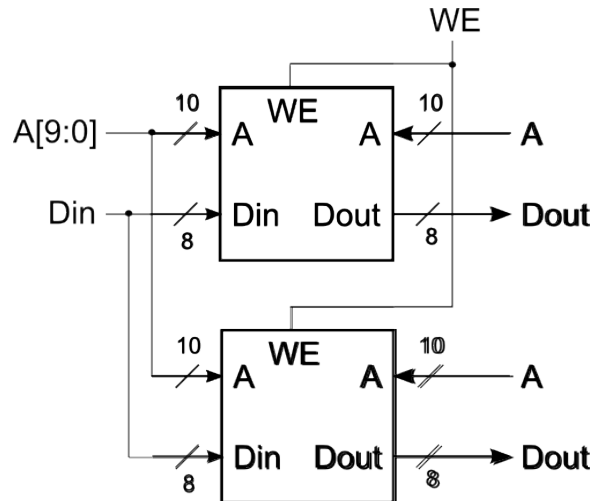 WE
10 WE 10
A[9:0] A A A
Din Din Dout Dout
8 8
10 WE 10
A A A
Din Dout Dout
8 8